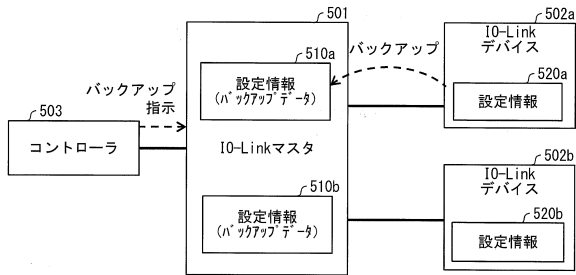 501
502a
IO-Link
デバイス
510a
バックアップ
520a
設定情報
(バックアップデータ)
設定情報
バックアップ
指示
503
コントローラ
IO-Linkマスタ
502b
IO-Link
デバイス
510b
520b
設定情報
(バックアップデータ)
設定情報